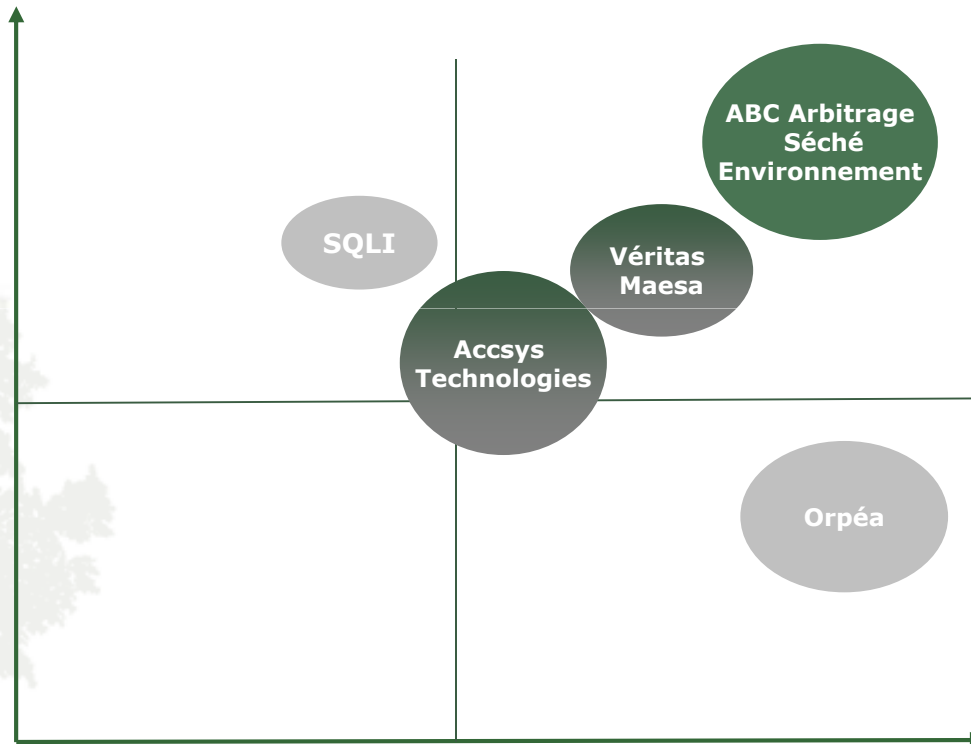 ABC Arbitrage
Séché
Environnement
SQLI
Véritas
Maesa
Accsys
Technologies
Orpéa